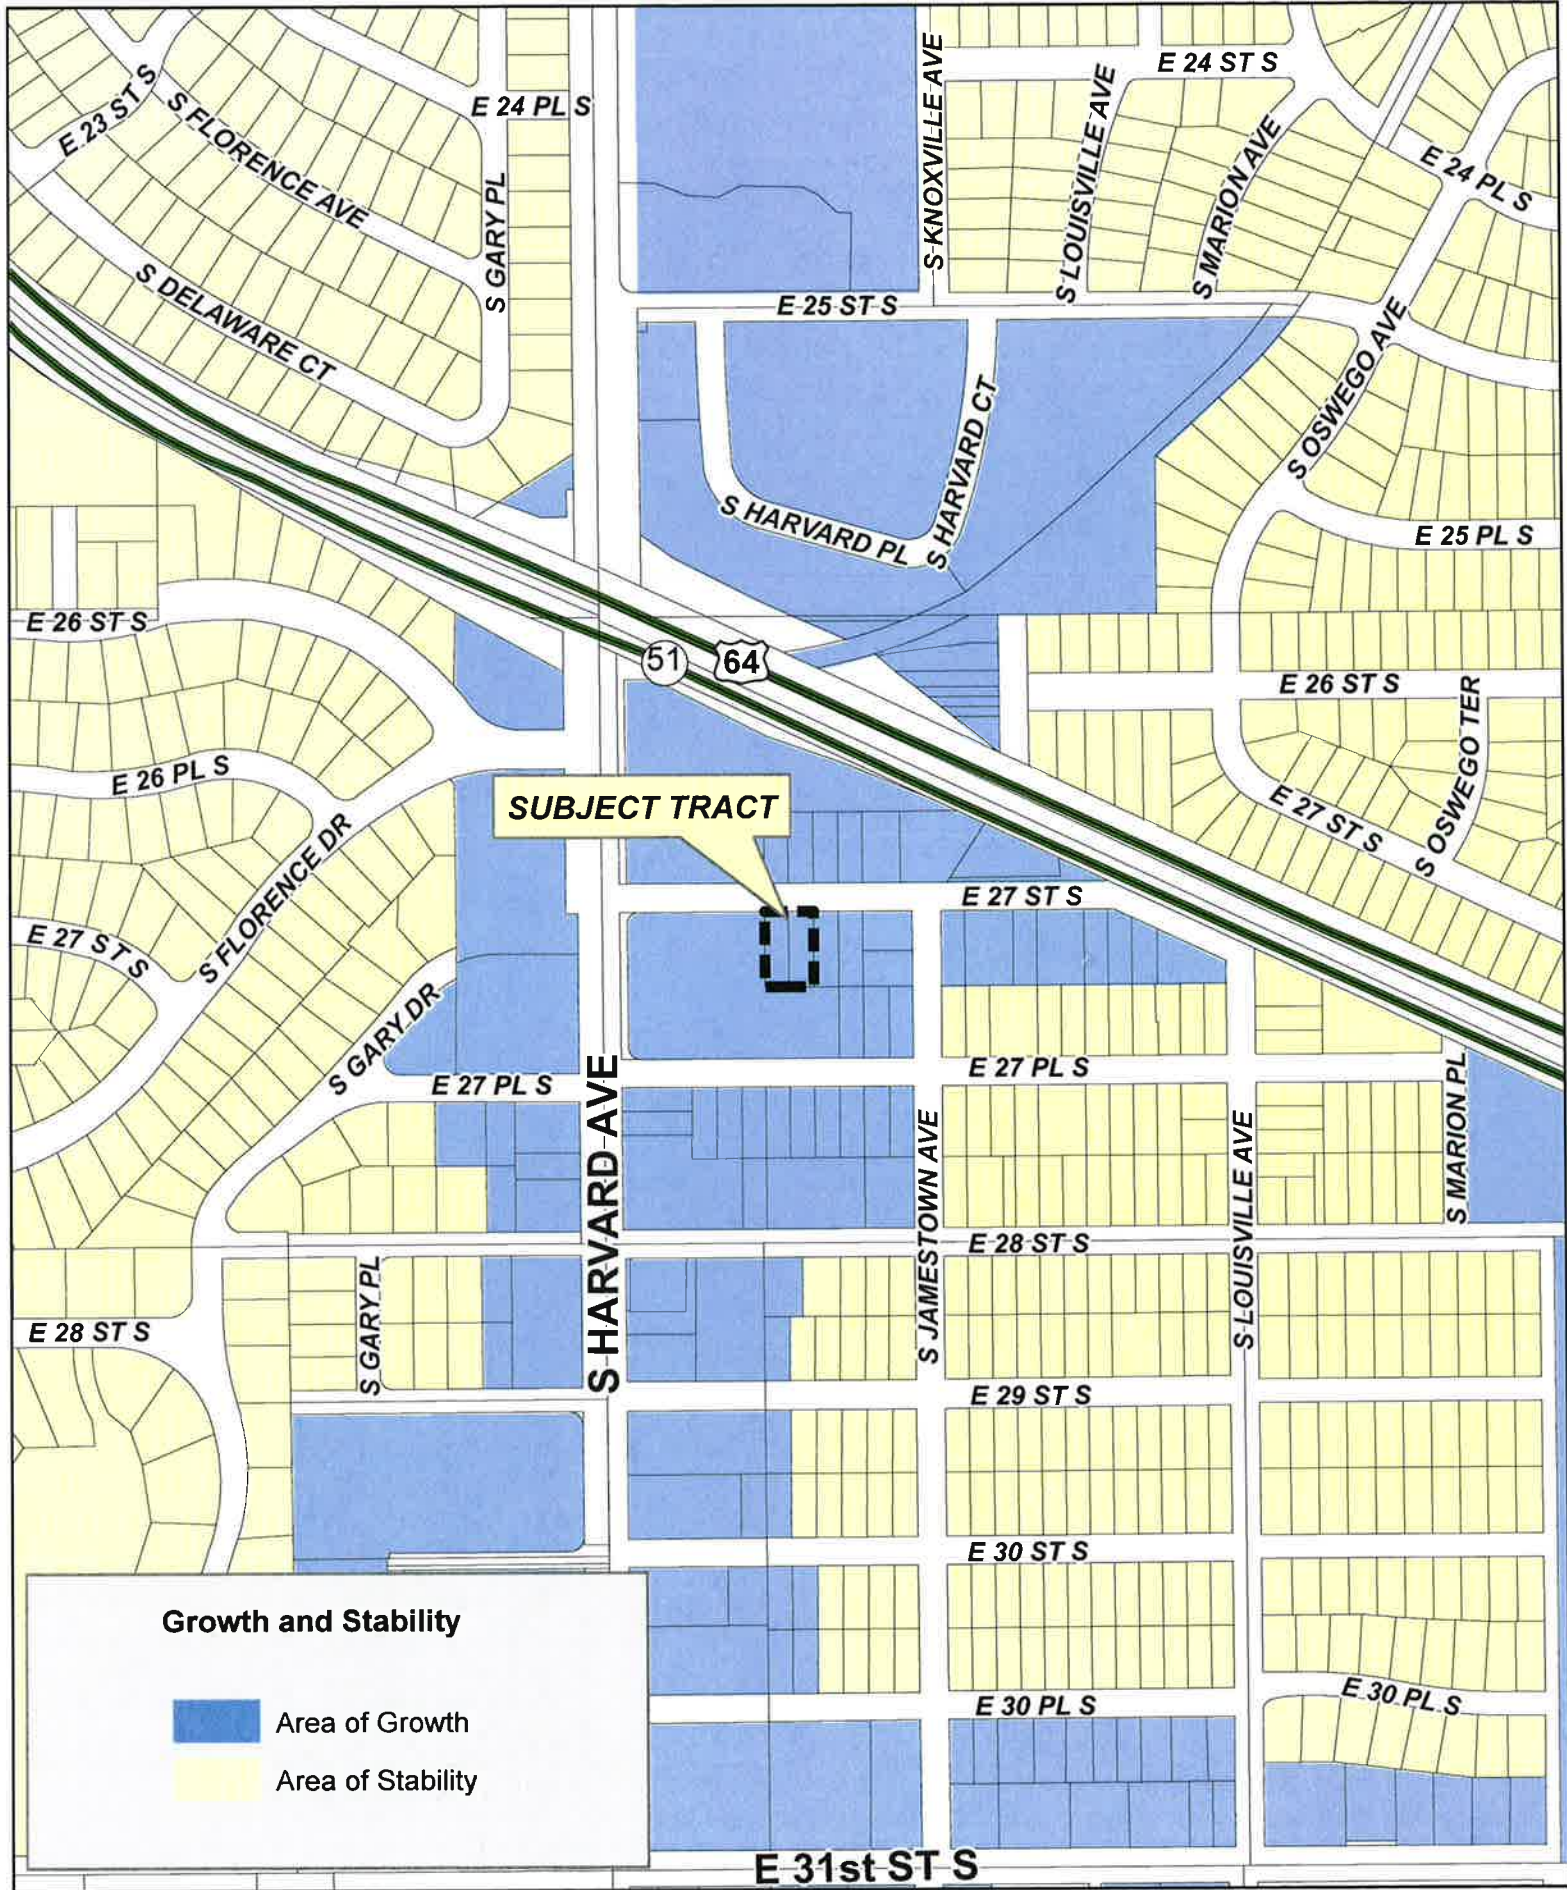 E 24 ST S
E 24 PL S
E 23 ST S
S FLORENCE AVE
S KNOXVILLE AVE
S LOUISVILLE AVE
S MARION AVE
E 24 PL S
S GARY PL
S DELAWARE CT
E 25 ST S
S OSWEGO AVE
S HARVARD CT
S HARVARD PL
E 25 PL S
E 26 ST S
51
64
E 26 ST S
S OSWEGO TER
E 26 PL S
SUBJECT TRACT
E 27 ST S
S FLORENCE DR
E 27 ST S
E 27 ST S
S GARY DR
E 27 PL S
E 27 PL S
S HARVARD AVE
S JAMESTOWN AVE
S LOUISVILLE AVE
S MARION PL
E 28 ST S
S GARY PL
E 28 ST S
E 29 ST S
E 30 ST S
Growth and Stability
E 30 PL S
E 30 PL S
Area of Growth
Area of Stability
E 31st ST S